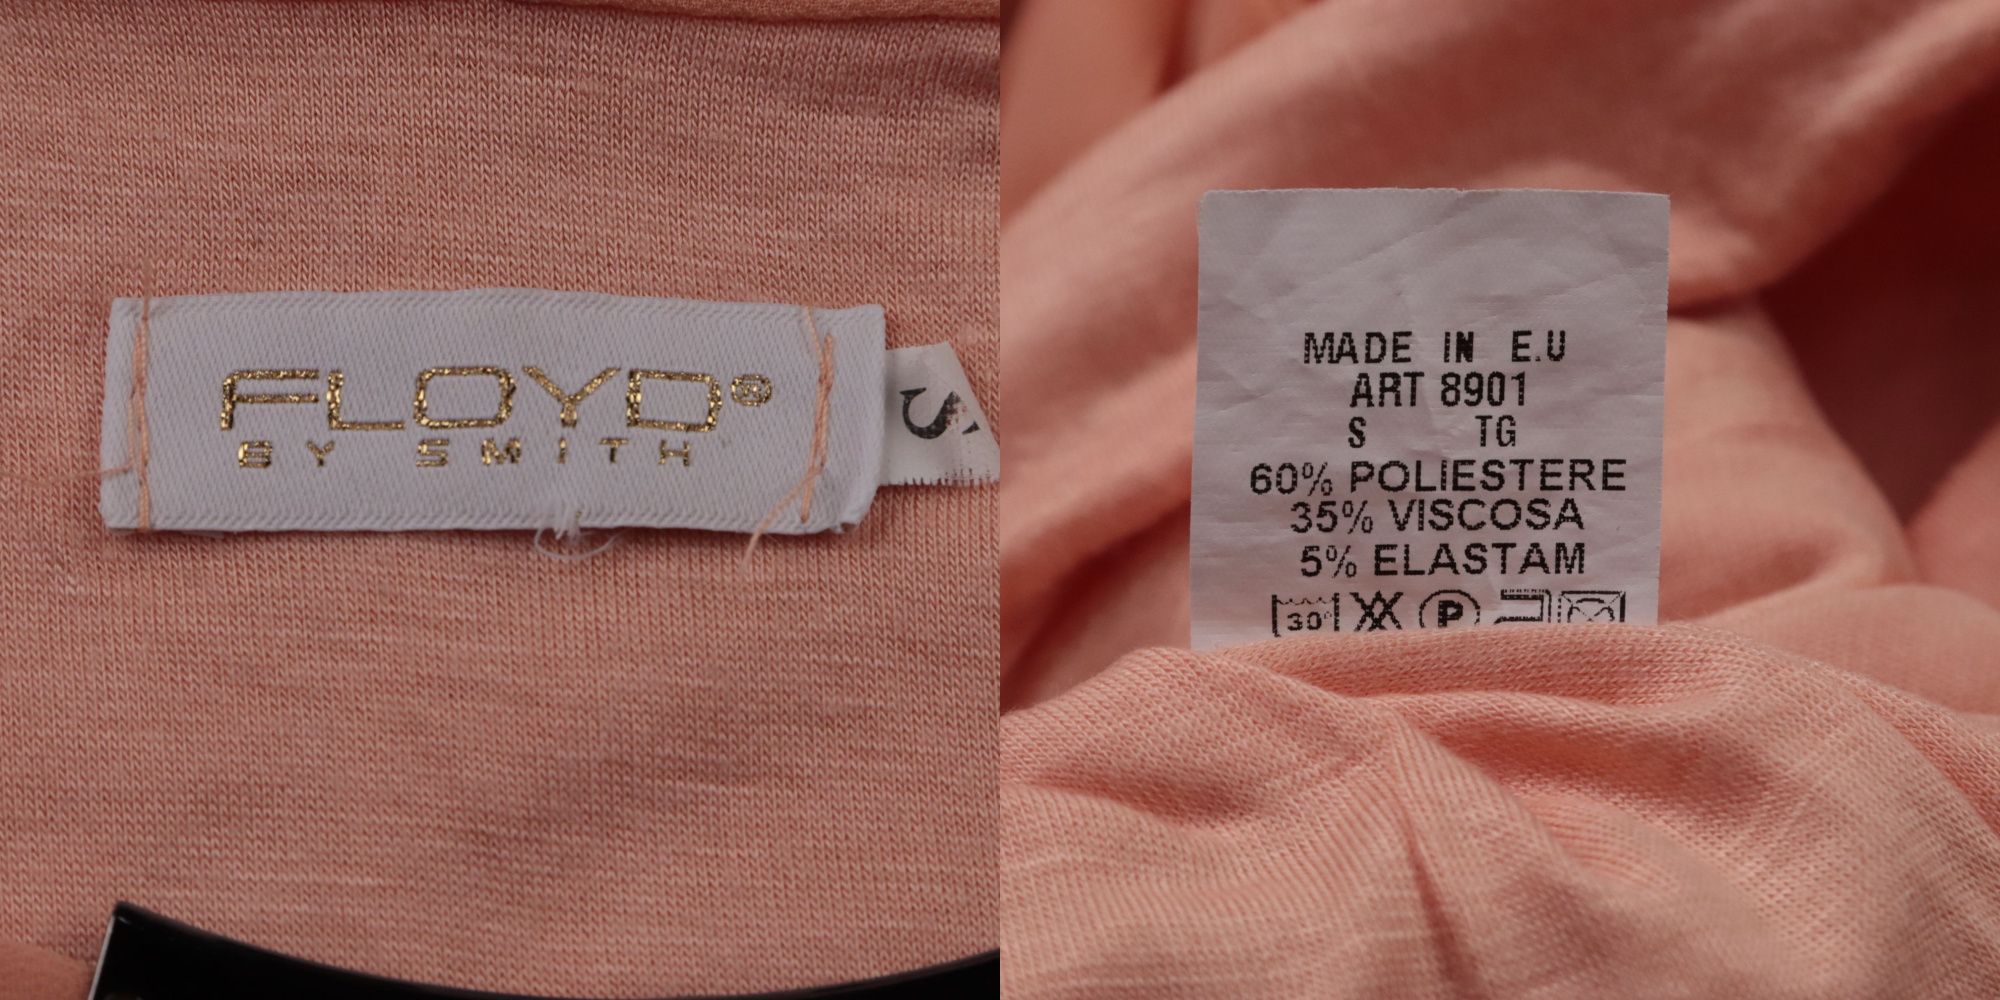 FLOYD®
BY SMITH
S
MADE IN E.U
ART 8901
S TG
60% POLIESTERE
35% VISCOSA
5% ELASTAM
30°
P